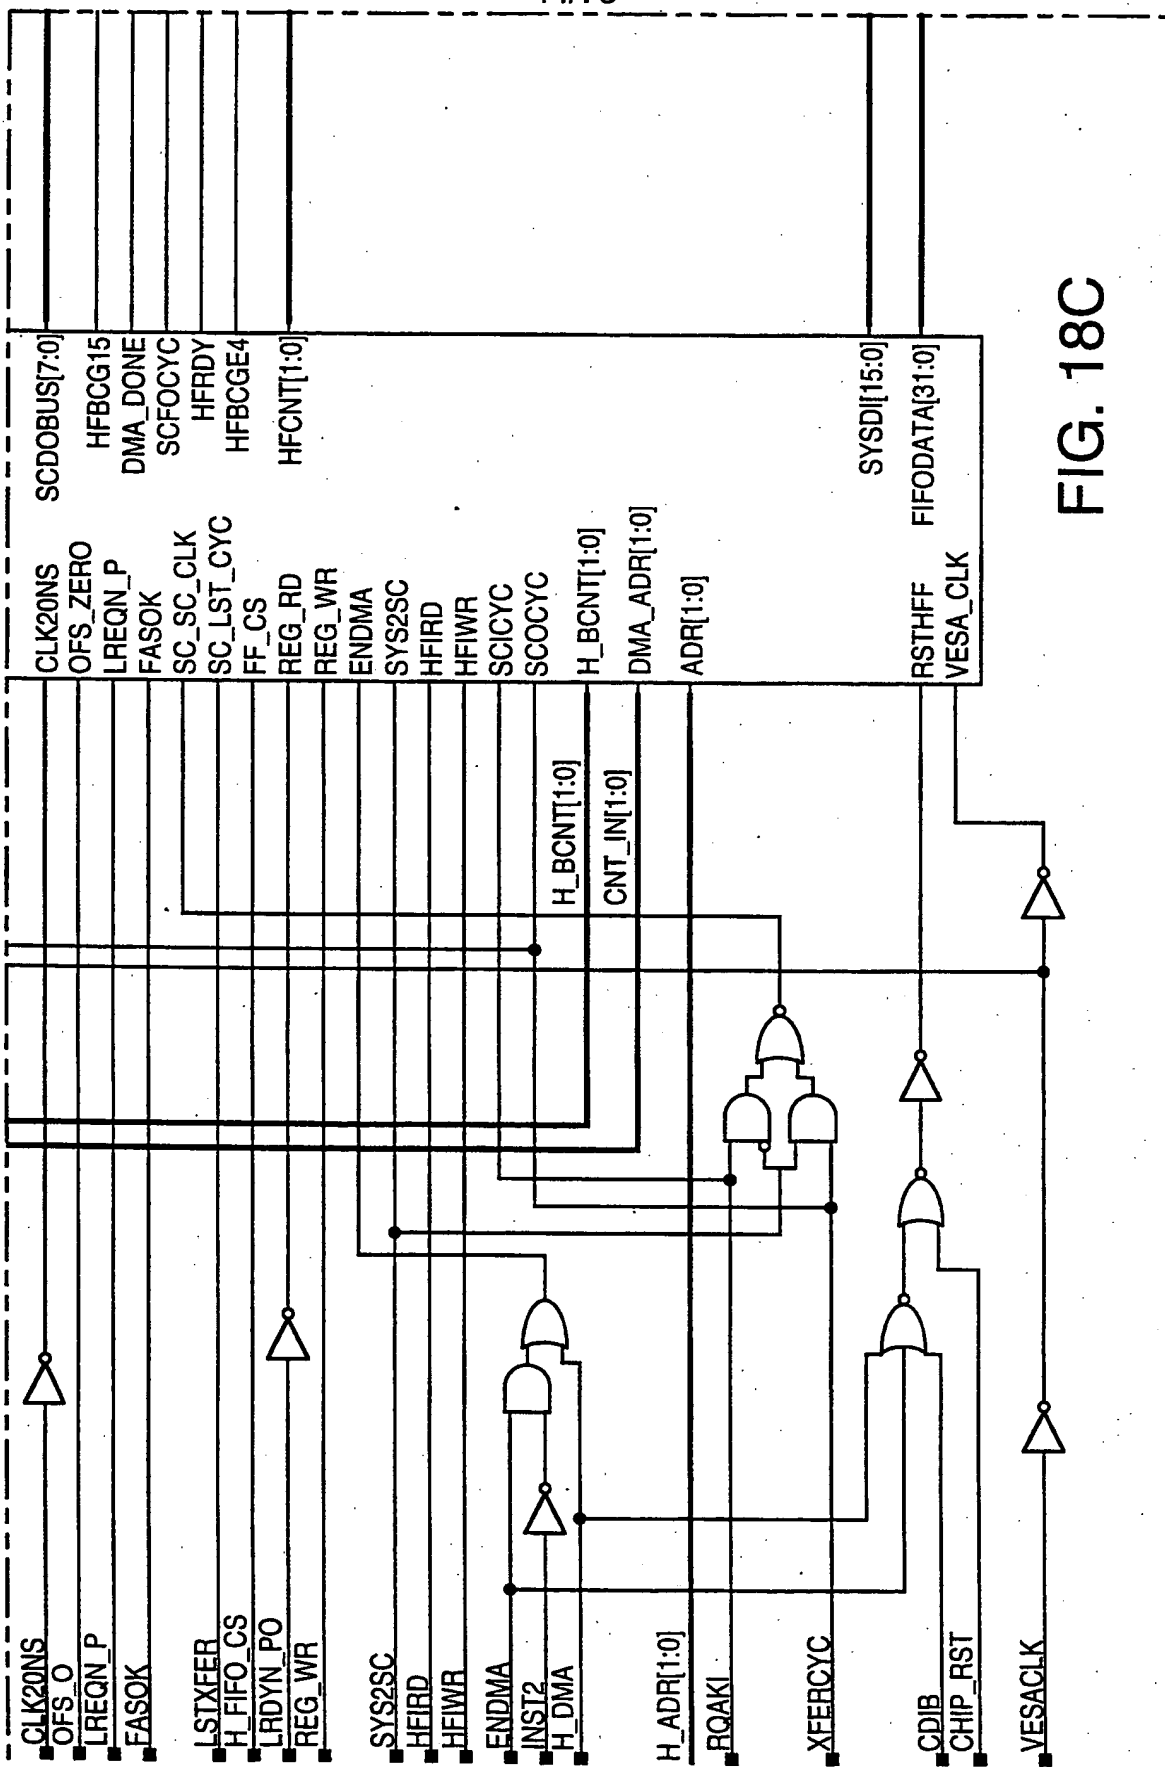 CLK20NS
OFS_O
LREQN_P
FASOK
LSTXFER
H_FIFO_CS
LRDYN_PO
REG_WR
SYS2SC
HFIRD
HFIWR
ENDMA
INST2
H_DMA
H_ADR[1:0]
RQAKI
XFERCYC
CDIB
CHIP_RST
VESACLK
H_BCNT[1:0]
CNT_IN[1:0]
CLK20NS
OFS_ZERO
LREQN_P
FASOK
SC_SC_CLK
SC_LST_CYC
FF_CS
REG_RD
REG_WR
ENDMA
SYS2SC
HFIRD
HFIWR
SCICYC
SCOCYC
H_BCNT[1:0]
DMA_ADR[1:0]
ADR[1:0]
RSTHFF
VESA_CLK
SCDOBUS[7:0]
HFBCG15
DMA_DONE
SCFOCYC
HFRDY
HFBCGE4
HFCNT[1:0]
SYSDI[15:0]
FIFODATA[31:0]
FIG. 18C